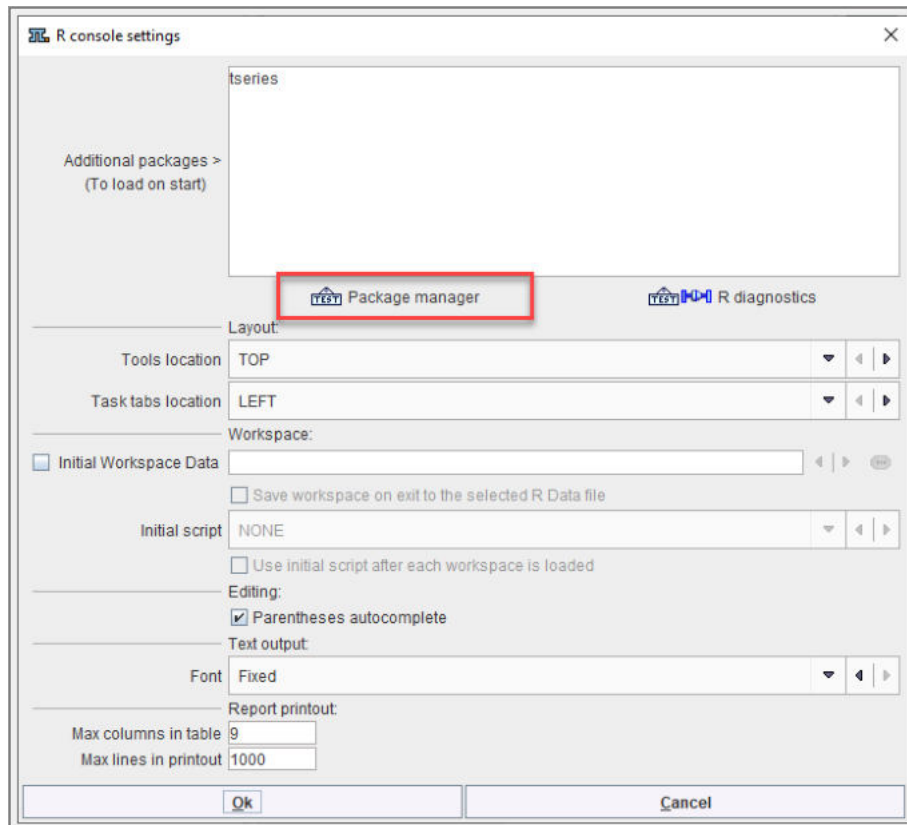 R console settings
tseries
Additional packages >
(To load on start)
TEST Package manager
TEST R diagnostics
Layout:
Tools location TOP
Task tabs location LEFT
Workspace:
Initial Workspace Data
Save workspace on exit to the selected R Data file
Initial script NONE
Use initial script after each workspace is loaded
Editing:
Parentheses autocomplete
Text output:
Font Fixed
Report printout:
Max columns in table 9
Max lines in printout 1000
Ok Cancel